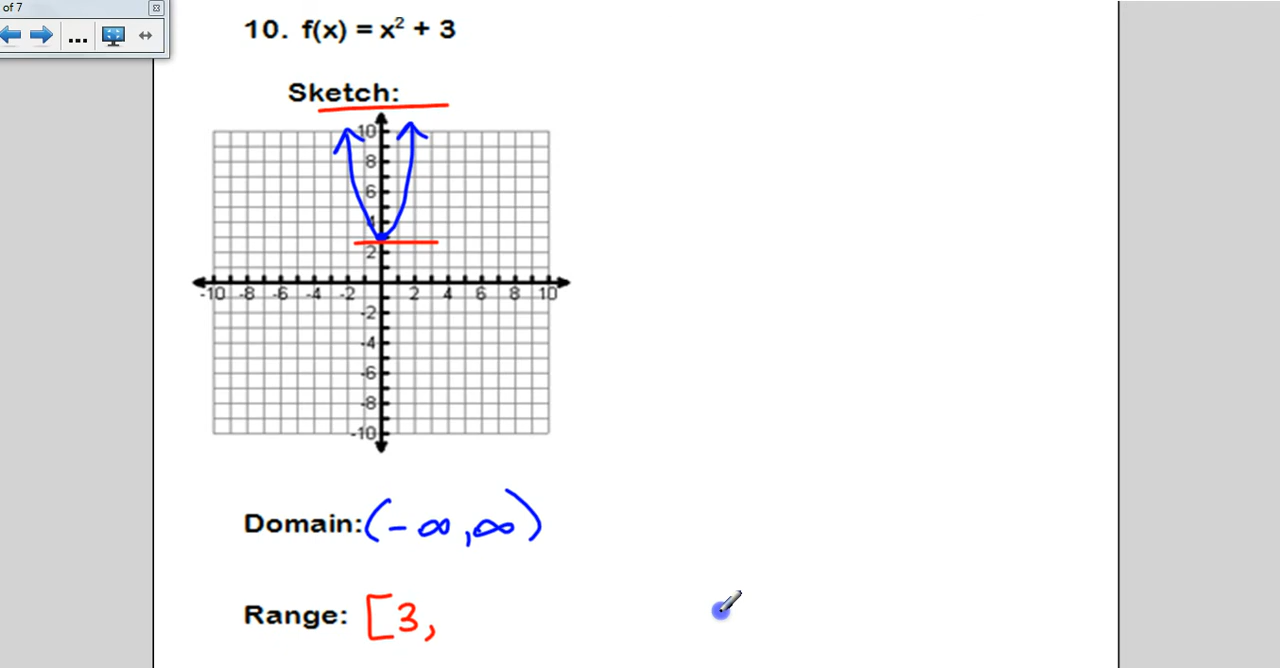 of 7
10. f(x) = x² + 3
Sketch:
10
8
6
4
2
-10 -8 -6 -4 -2 2 4 6 8 10
-2
-4
-6
-8
-10
Domain: (-∞, ∞)
Range: [3,